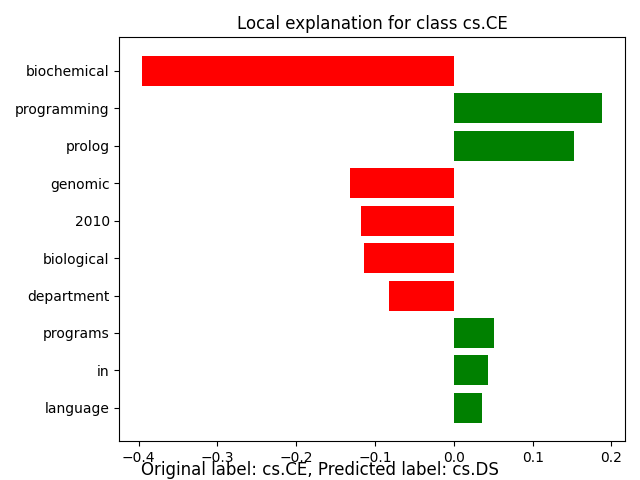 Local explanation for class cs.CE
biochemical
programming
prolog
genomic
2010
biological
department
programs
in
language
−0.4 −0.3 −0.2 −0.1 0.0 0.1 0.2
Original label: cs.CE, Predicted label: cs.DS